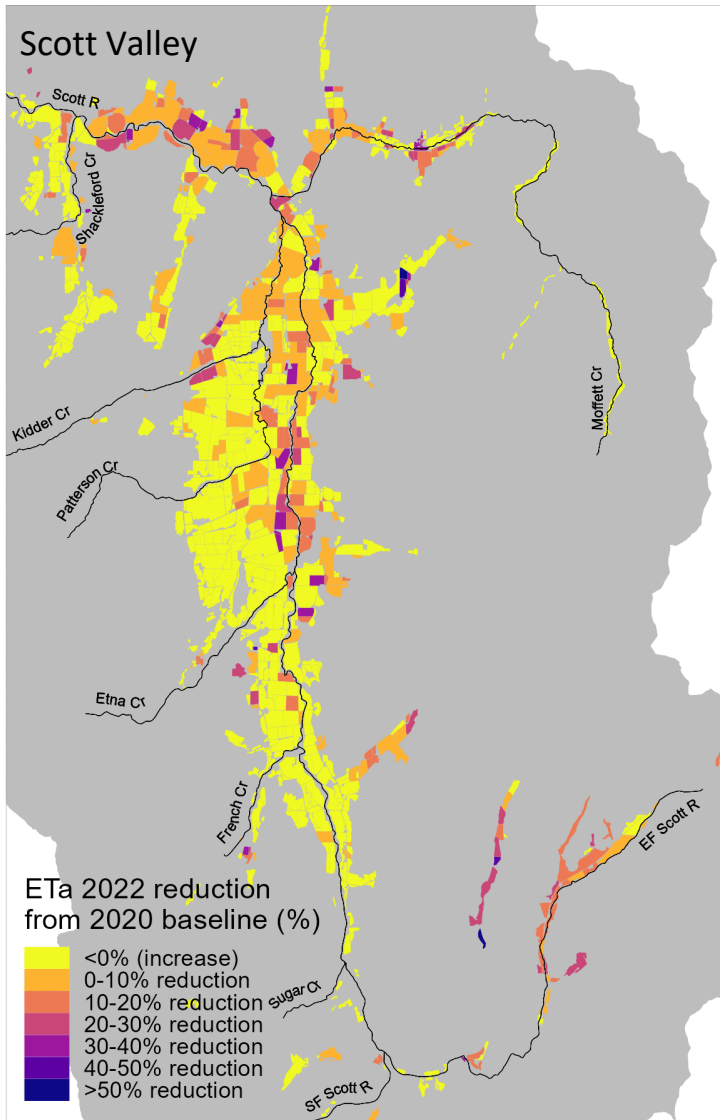 Scott Valley
Scott R
Shackleford Cr
Kidder Cr
Patterson Cr
Moffett Cr
Etna Cr
French Cr
EF Scott R
Sugar Cr
SF Scott R
ETa 2022 reduction
from 2020 baseline (%)
<0% (increase)
0-10% reduction
10-20% reduction
20-30% reduction
30-40% reduction
40-50% reduction
>50% reduction